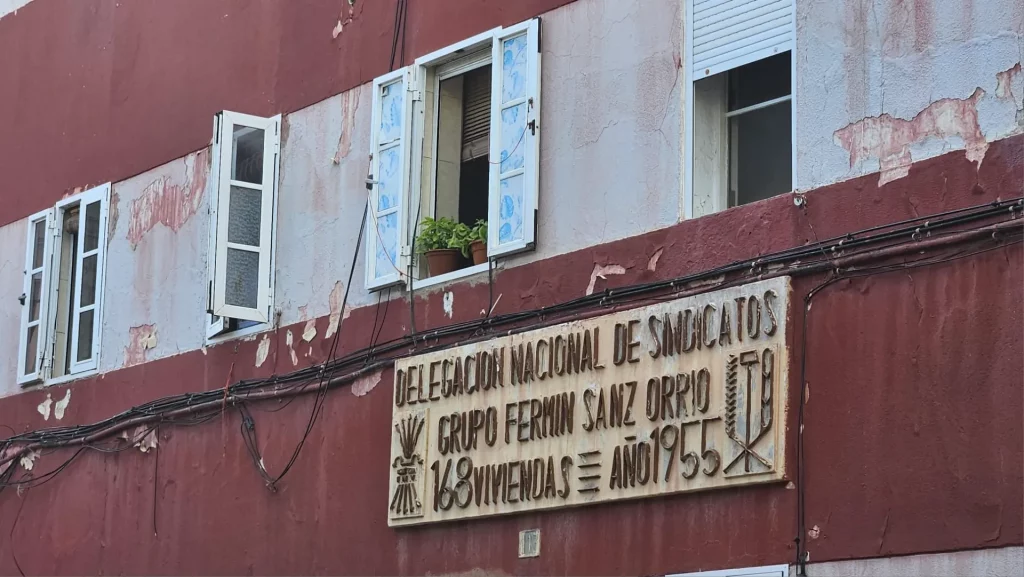 DELEGACION NACIONAL DE SINDICATOS
GRUPO FERMIN SANZ ORRIO
168 VIVIENDAS AÑO 1955